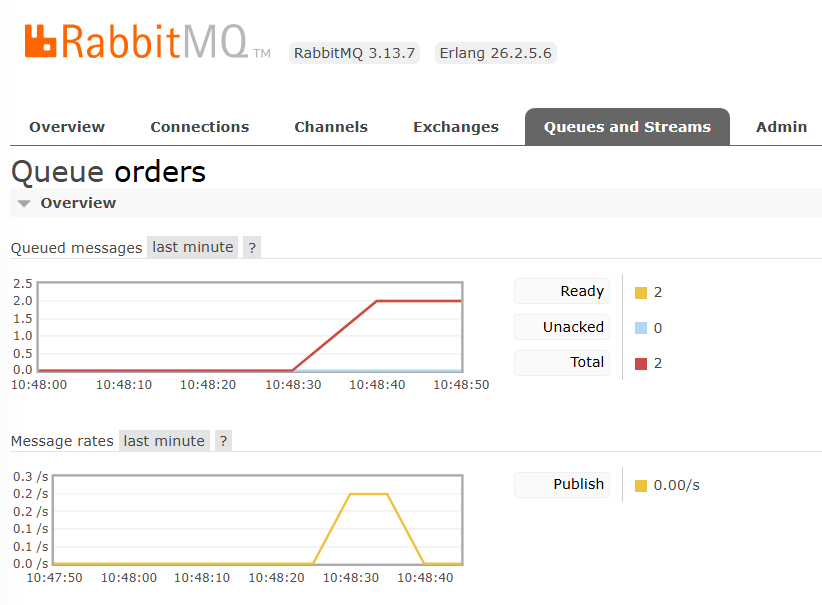 RabbitMQ TM RabbitMQ 3.13.7 Erlang 26.2.5.6
Overview Connections Channels Exchanges Queues and Streams Admin
Queue orders
Overview
Queued messages last minute ?
2.5
2.0
1.5
1.0
0.5
0.0
10:48:00 10:48:10 10:48:20 10:48:30 10:48:40 10:48:50
Ready 2
Unacked 0
Total 2
Message rates last minute ?
0.3 /s
0.2 /s
0.2 /s
0.1 /s
0.1 /s
0.0 /s
10:47:50 10:48:00 10:48:10 10:48:20 10:48:30 10:48:40
Publish 0.00/s